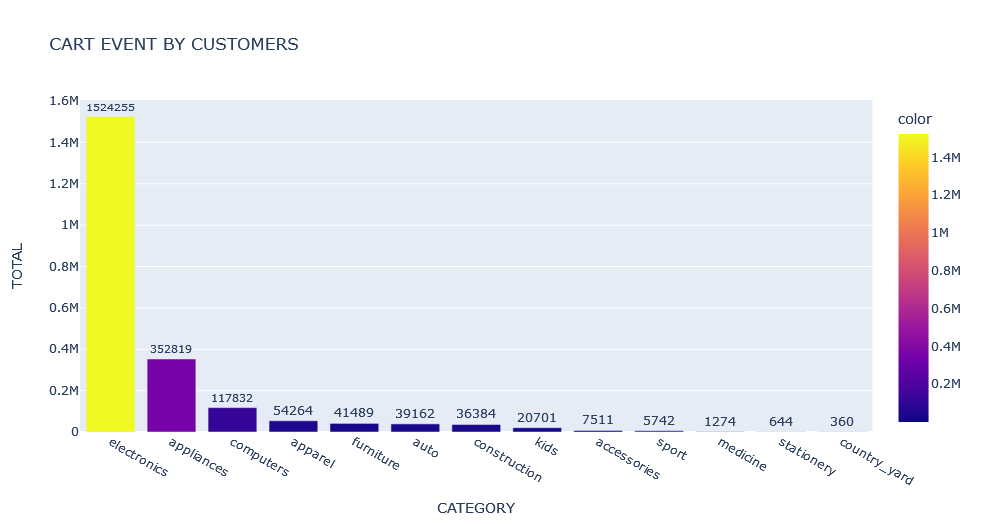 CART EVENT BY CUSTOMERS
TOTAL
1.6M
1.4M
1.2M
1M
0.8M
0.6M
0.4M
0.2M
0
1524255
352819
117832
54264
41489
39162
36384
20701
7511
5742
1274
644
360
electronics
appliances
computers
apparel
furniture
auto
construction
kids
accessories
sport
medicine
stationery
country_yard
CATEGORY
color
1.4M
1.2M
1M
0.8M
0.6M
0.4M
0.2M